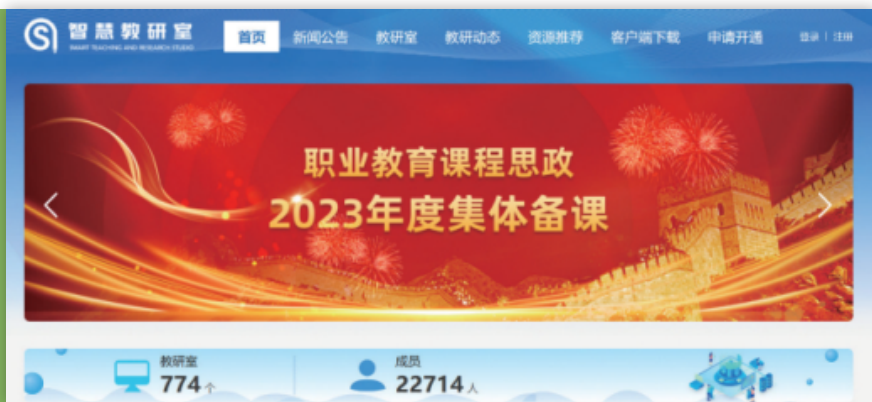 智慧教研室
SMART TEACHING AND RESEARCH STUDIO
首页 新闻公告 教研室 教研动态 资源推荐 客户端下载 申请开通 登录 | 注册
职业教育课程思政
2023年度集体备课
教研室
774个
成员
22714人